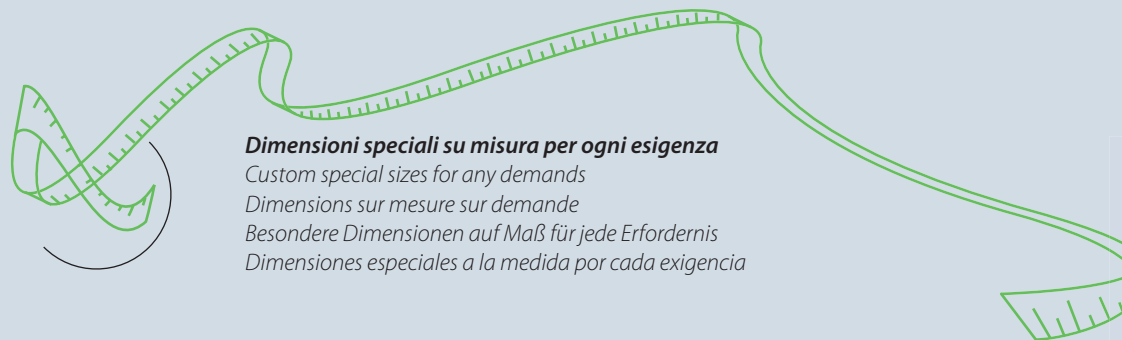 Dimensioni speciali su misura per ogni esigenza
Custom special sizes for any demands
Dimensions sur mesure sur demande
Besondere Dimensionen auf Maß für jede Erfordernis
Dimensiones especiales a la medida por cada exigencia